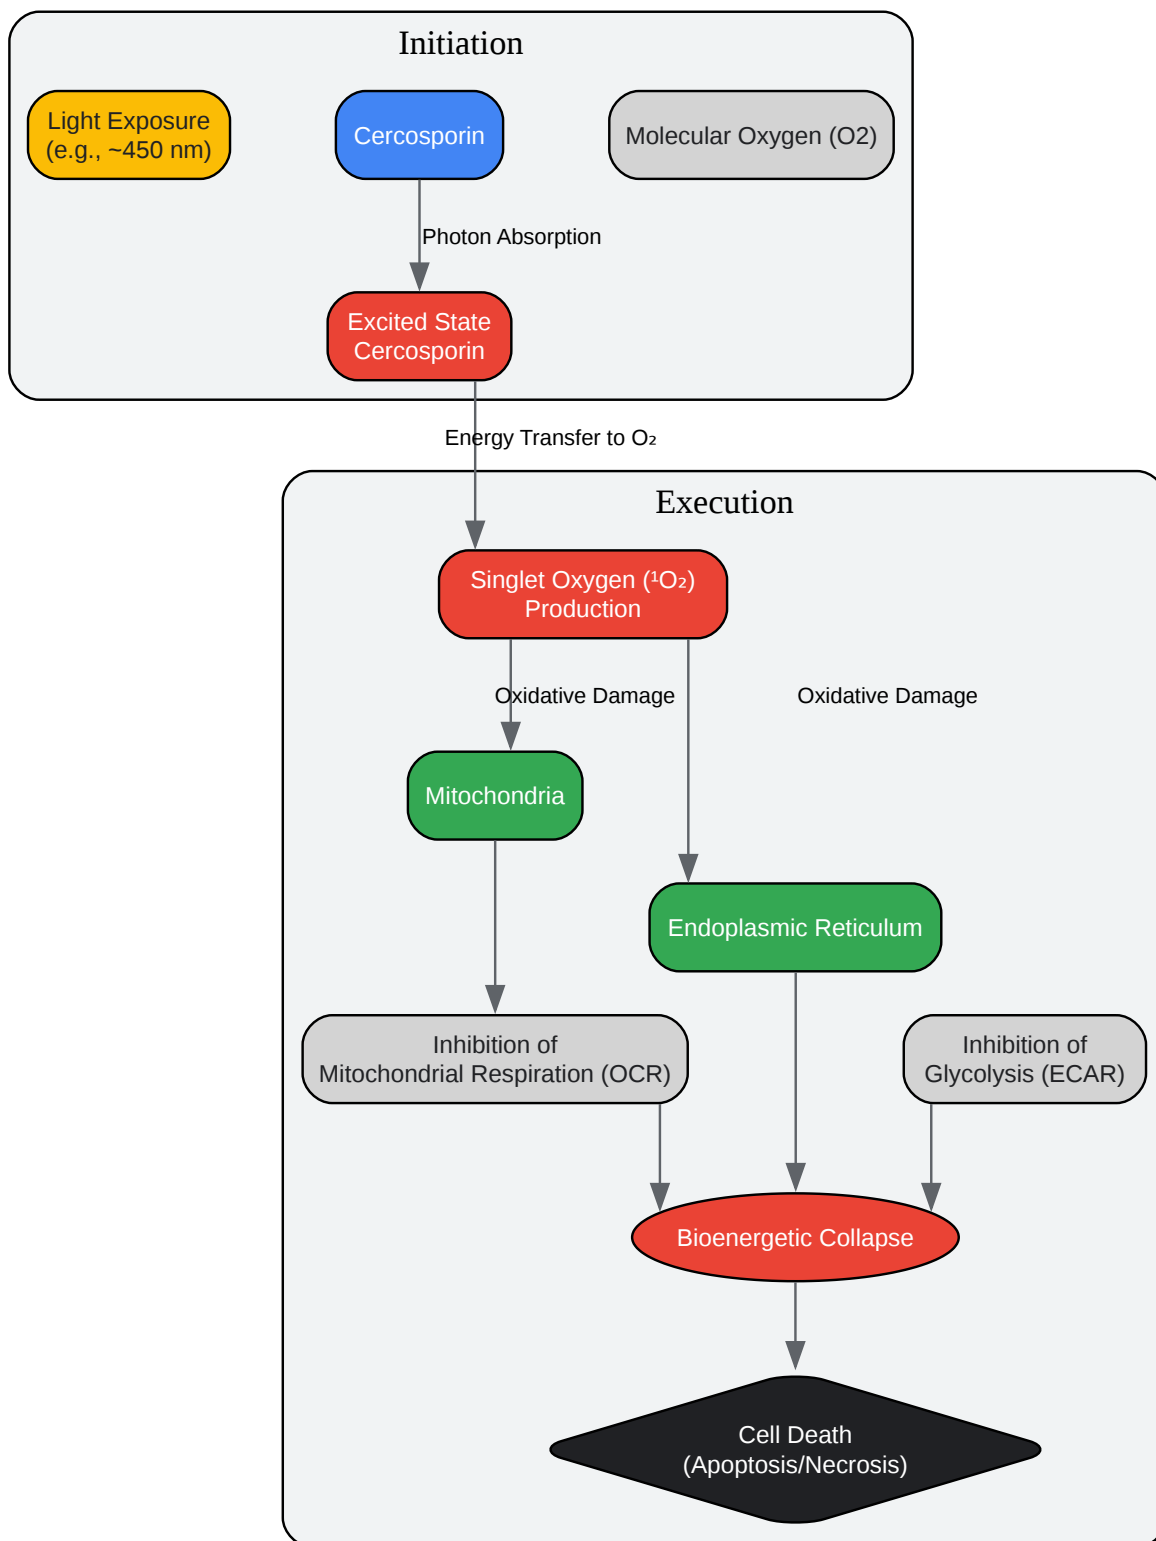 Initiation
Light Exposure
(e.g., ~450 nm)
Cercosporin
Molecular Oxygen (O2)
Photon Absorption
Excited State
Cercosporin
Energy Transfer to O₂
Execution
Singlet Oxygen (¹O₂)
Production
Oxidative Damage
Oxidative Damage
Mitochondria
Endoplasmic Reticulum
Inhibition of
Mitochondrial Respiration (OCR)
Inhibition of
Glycolysis (ECAR)
Bioenergetic Collapse
Cell Death
(Apoptosis/Necrosis)